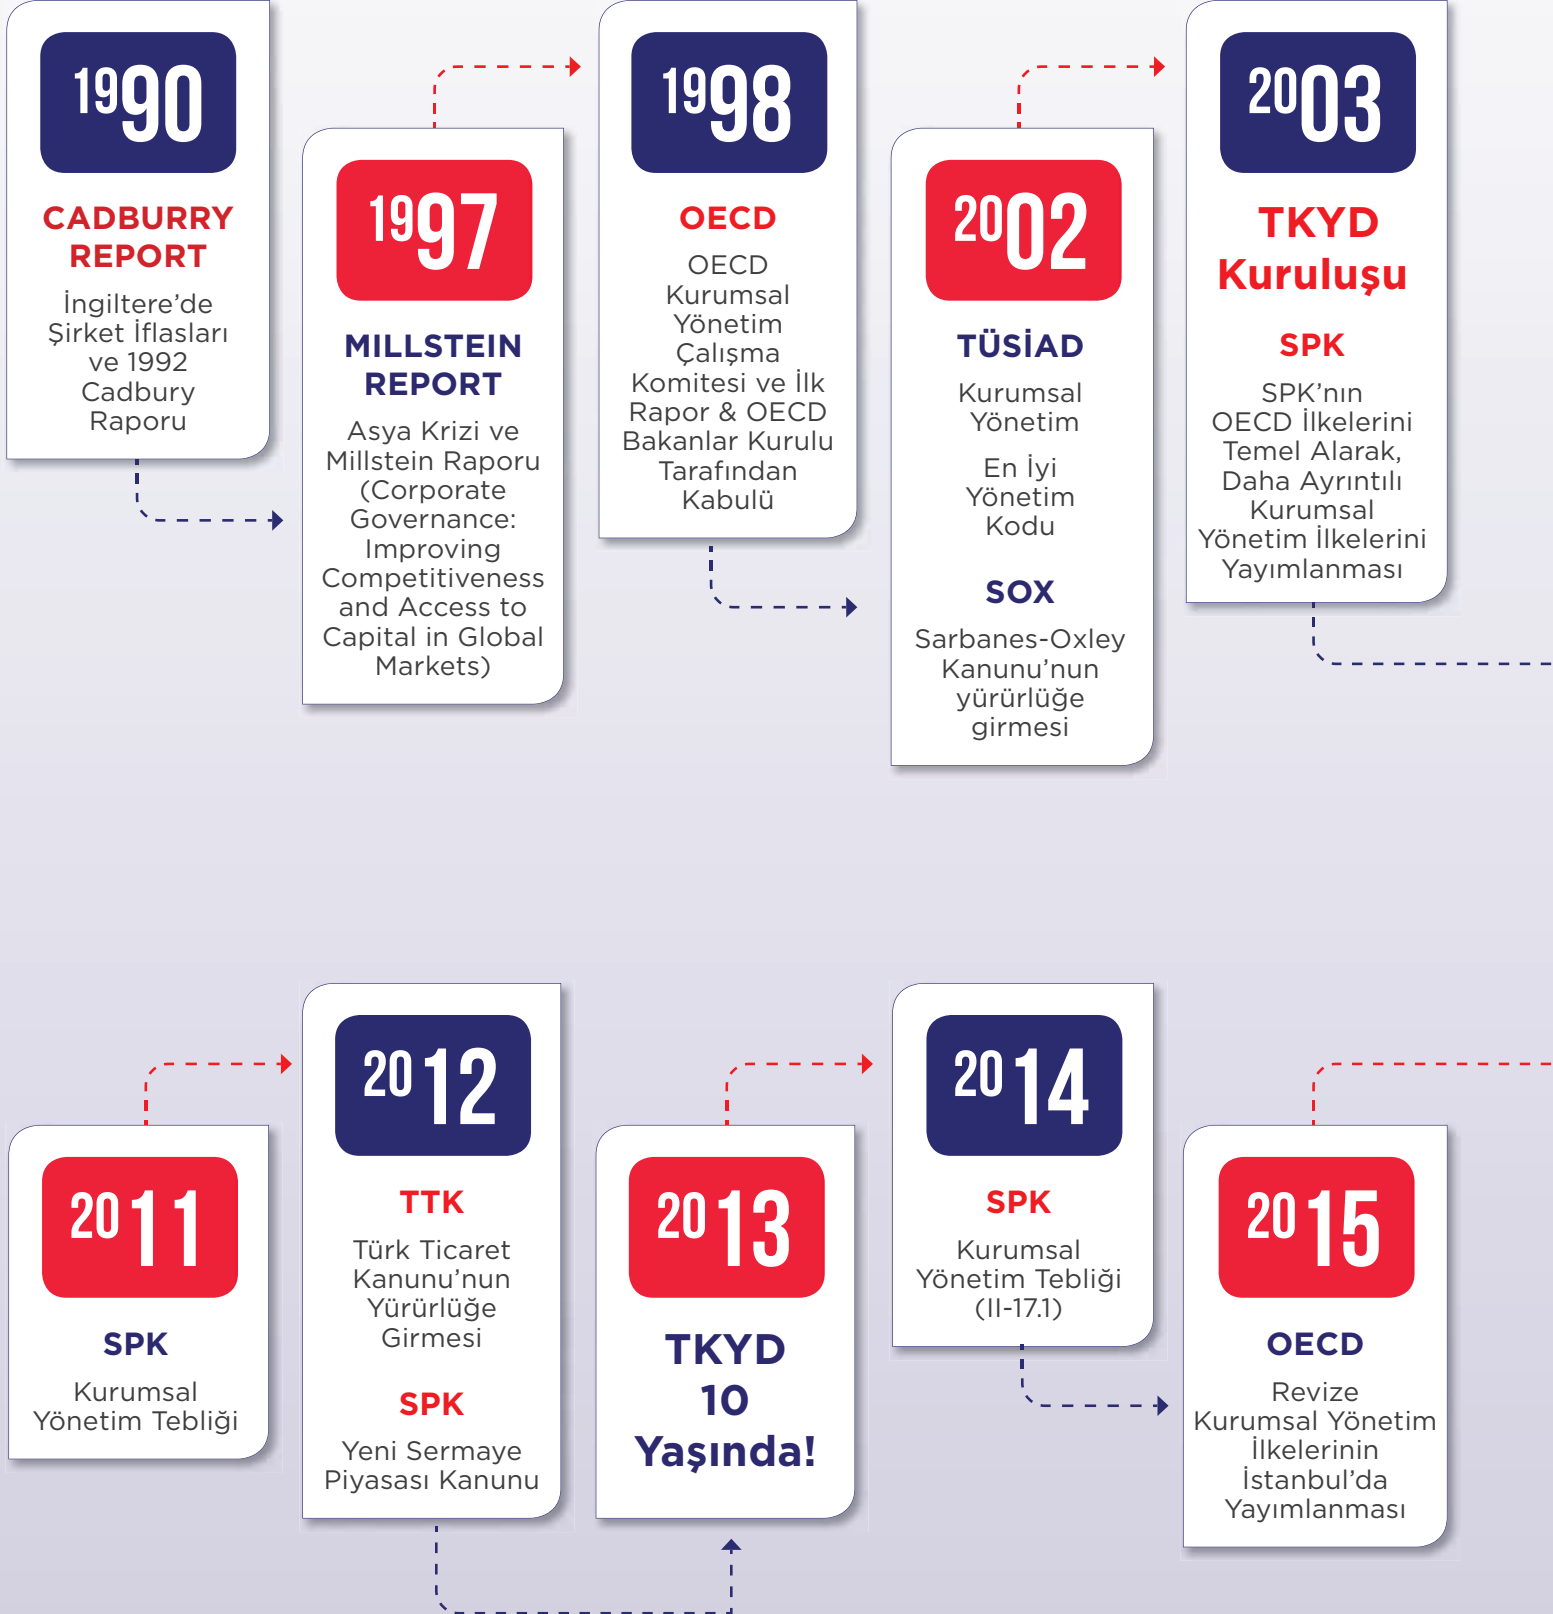 1990
CADBURRY
REPORT
İngiltere’de
Şirket İflasları
ve 1992
Cadbury
Raporu
1997
MILLSTEIN
REPORT
Asya Krizi ve
Millstein Raporu
(Corporate
Governance:
Improving
Competitiveness
and Access to
Capital in Global
Markets)
1998
OECD
OECD
Kurumsal
Yönetim
Çalışma
Komitesi ve İlk
Rapor & OECD
Bakanlar Kurulu
Tarafından
Kabulü
2002
TÜSİAD
Kurumsal
Yönetim
En İyi
Yönetim
Kodu
SOX
Sarbanes-Oxley
Kanunu’nun
yürürlüğe
girmesi
2003
TKYD
Kuruluşu
SPK
SPK’nın
OECD İlkelerini
Temel Alarak,
Daha Ayrıntılı
Kurumsal
Yönetim İlkelerini
Yayımlanması
2011
SPK
Kurumsal
Yönetim Tebliği
2012
TTK
Türk Ticaret
Kanunu’nun
Yürürlüğe
Girmesi
SPK
Yeni Sermaye
Piyasası Kanunu
2013
TKYD
10
Yaşında!
2014
SPK
Kurumsal
Yönetim Tebliği
(II-17.1)
2015
OECD
Revize
Kurumsal Yönetim
İlkelerinin
İstanbul’da
Yayımlanması